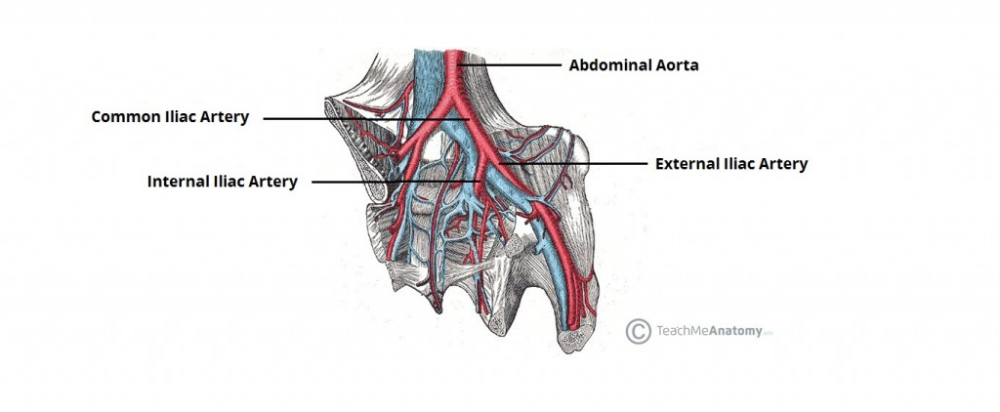 Abdominal Aorta
Common Iliac Artery
External Iliac Artery
Internal Iliac Artery
© TeachMeAnatomy